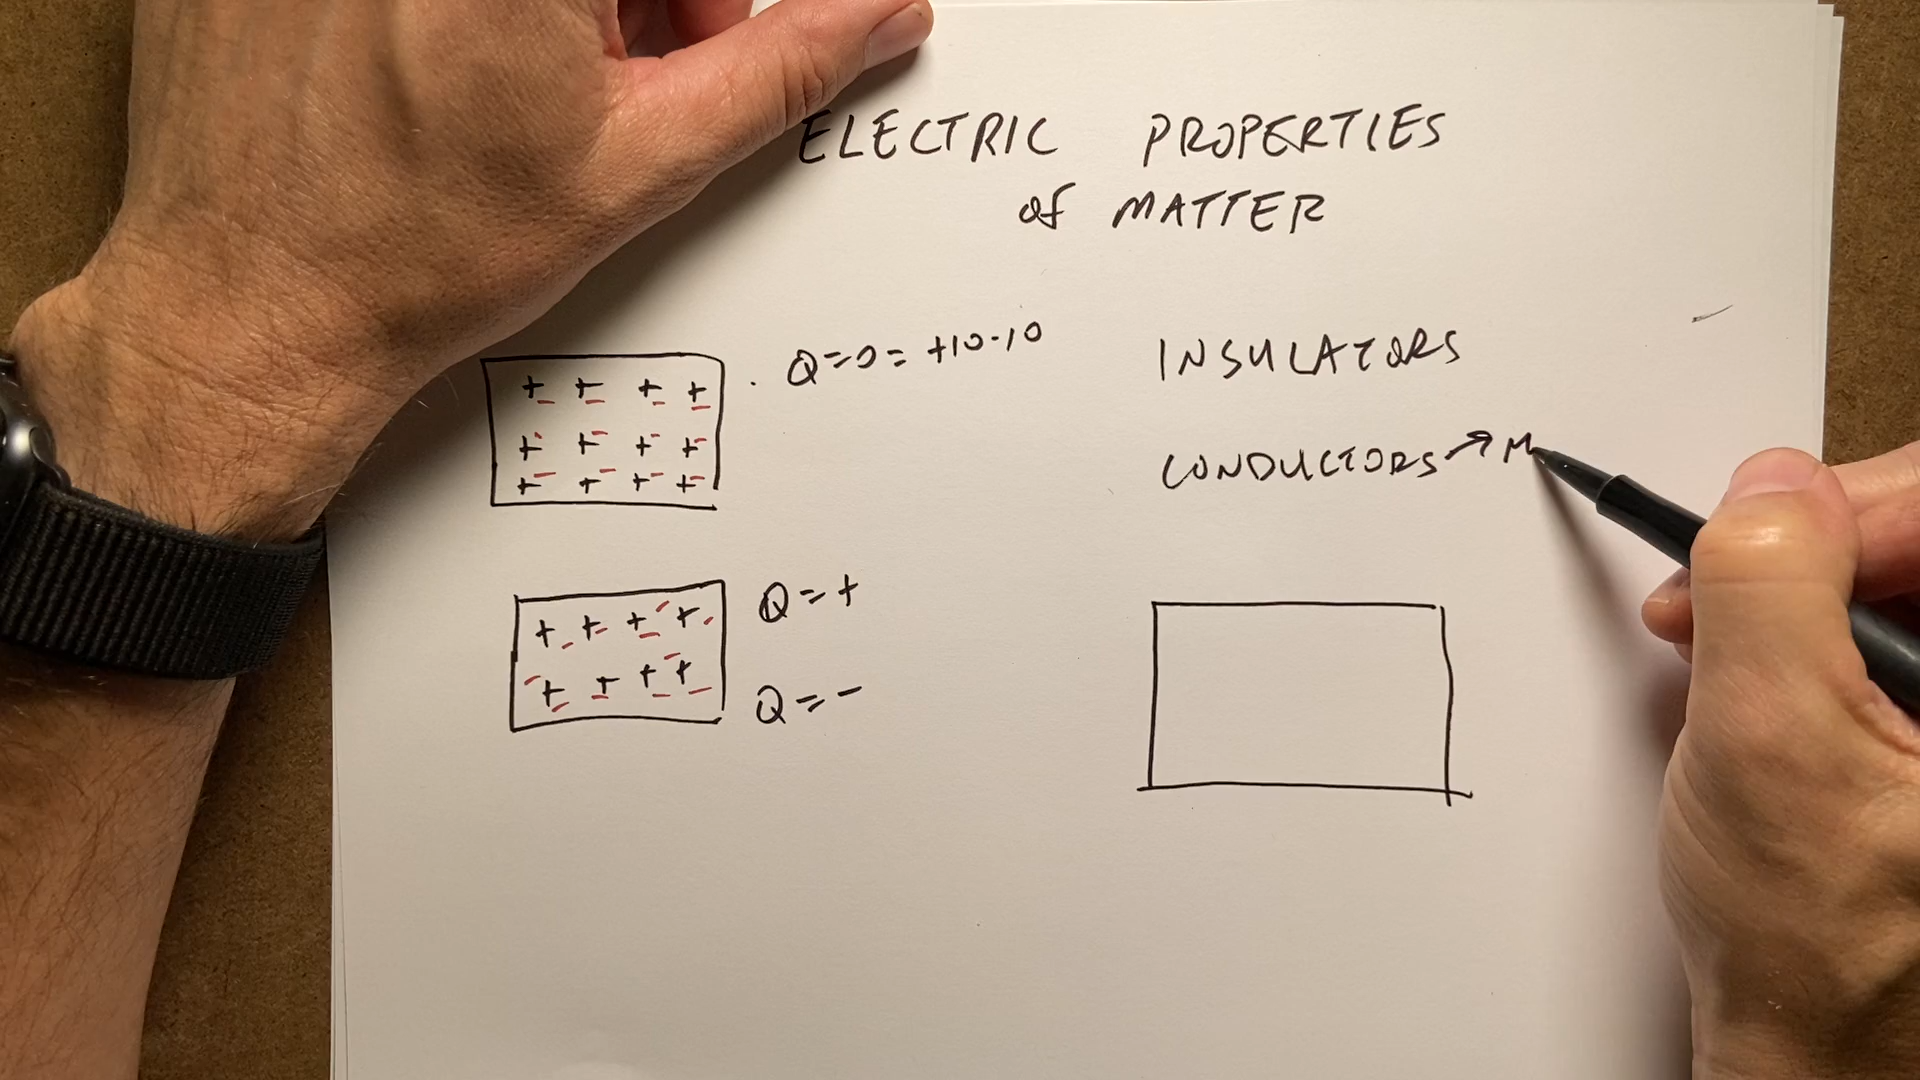 ELECTRIC PROPERTIES
of MATTER
Q=0= +10-10
+ - + - + - + -
+ - + - + - + -
+ - + - + - + -
INSULATORS
CONDUCTORS → M
Q=+
+ - + - + - + -
+ - + - + - + -
Q=-